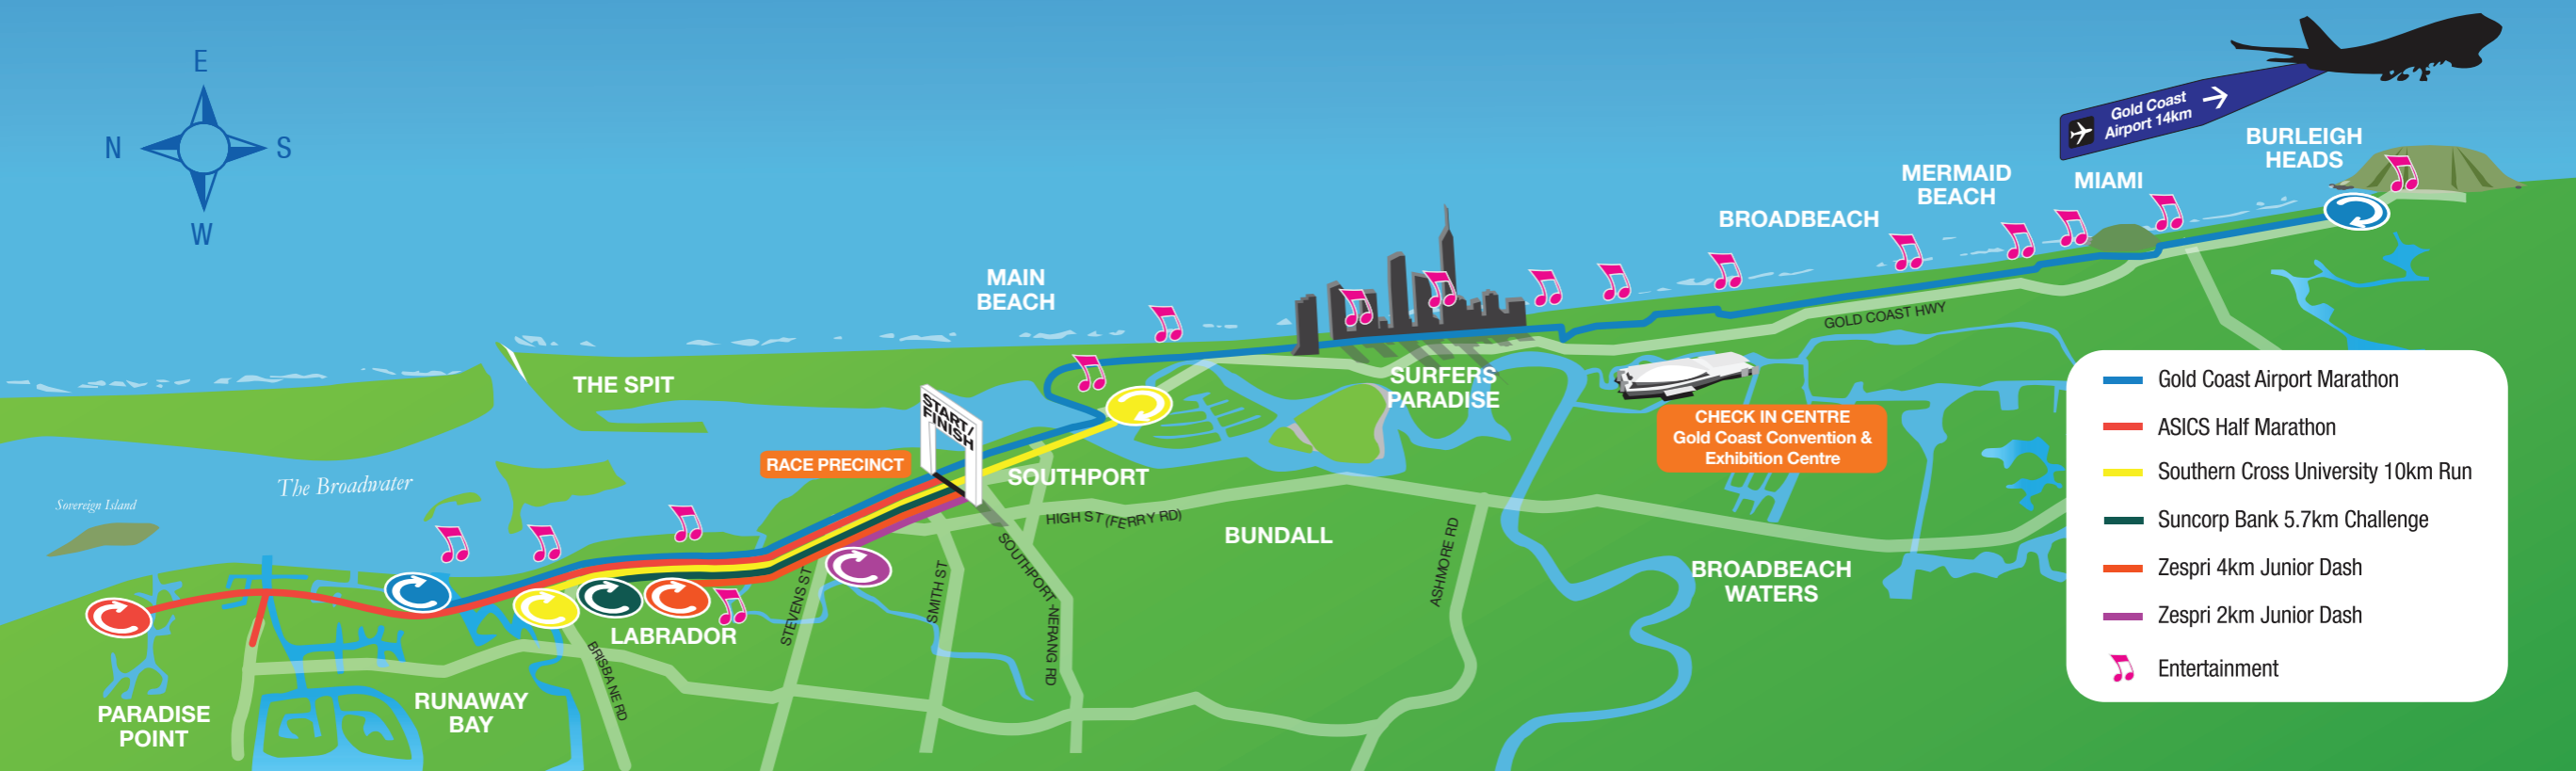 E
N
S
W
Gold Coast
Airport 14km
BURLEIGH
HEADS
MERMAID
BEACH
MIAMI
BROADBEACH
MAIN
BEACH
GOLD COAST HWY
THE SPIT
SURFERS
PARADISE
START/
FINISH
CHECK IN CENTRE
Gold Coast Convention &
Exhibition Centre
RACE PRECINCT
SOUTHPORT
The Broadwater
Sovereign Island
HIGH ST (FERRY RD)
BUNDALL
ASHMORE RD
SOUTHPORT -NERANG RD
SMITH ST
STEVENS ST
BROADBEACH
WATERS
LABRADOR
BRISBANE RD
RUNAWAY
BAY
PARADISE
POINT
Gold Coast Airport Marathon
ASICS Half Marathon
Southern Cross University 10km Run
Suncorp Bank 5.7km Challenge
Zespri 4km Junior Dash
Zespri 2km Junior Dash
Entertainment